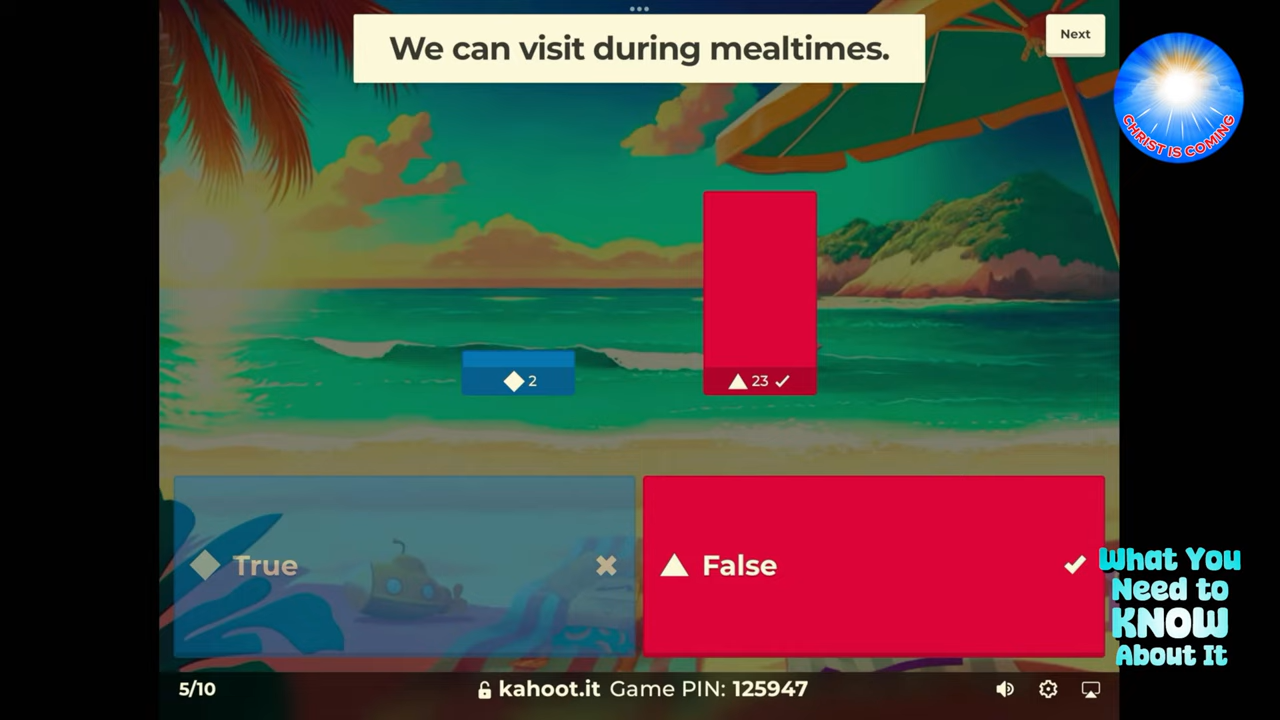 We can visit during mealtimes.
Next
CHRIST IS COMING
2
23
True
False
What You
Need to
KNOW
About It
5/10
kahoot.it Game PIN: 125947